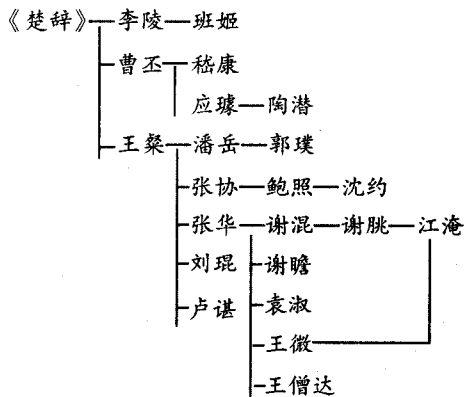 《楚辞》李陵 班姬
曹丕 嵇康
应璩 陶潜
王粲 潘岳 郭璞
张协 鲍照 沈约
张华 谢混 谢朓 江淹
刘琨 谢瞻
卢谌 袁淑
王微
王僧达